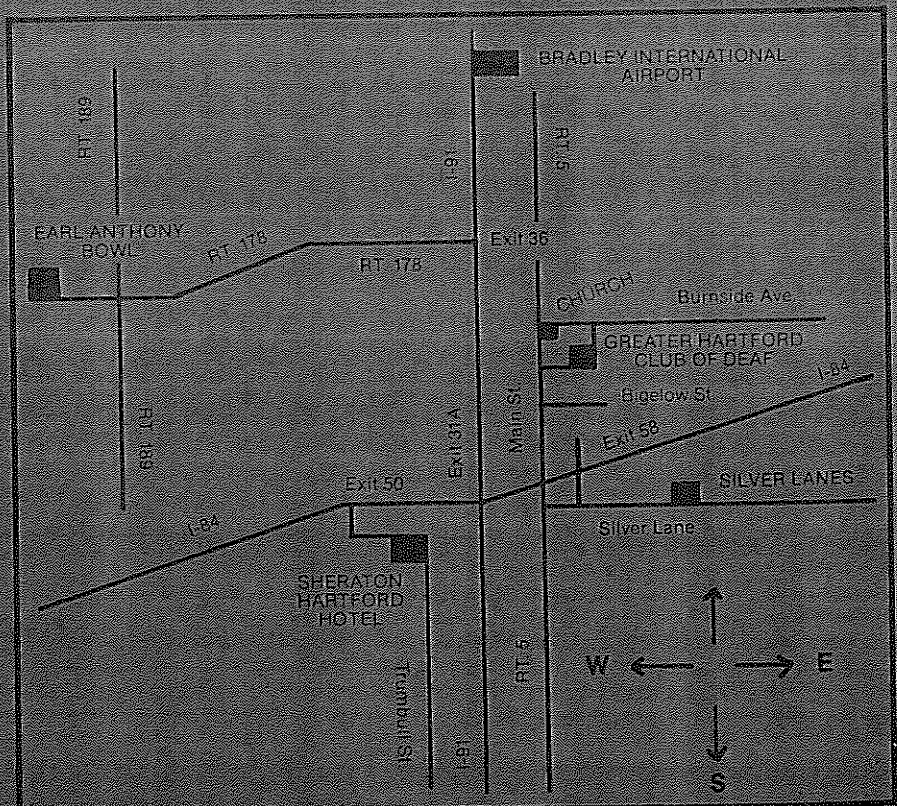 BRADLEY INTERNATIONAL
AIRPORT
RT. 189
I-91
RT. 5
EARL ANTHONY
BOWL
RT. 178
RT. 178
Exit 36
CHURCH
Burnside Ave.
GREATER HARTFORD
CLUB OF DEAF
I-84
Bigelow St.
Main St.
Exit 58
RT. 189
Exit 31A
Exit 50
SILVER LANES
I-84
Silver Lane
SHERATON
HARTFORD
HOTEL
W
E
RT. 5
Trumbull St.
I-91
S